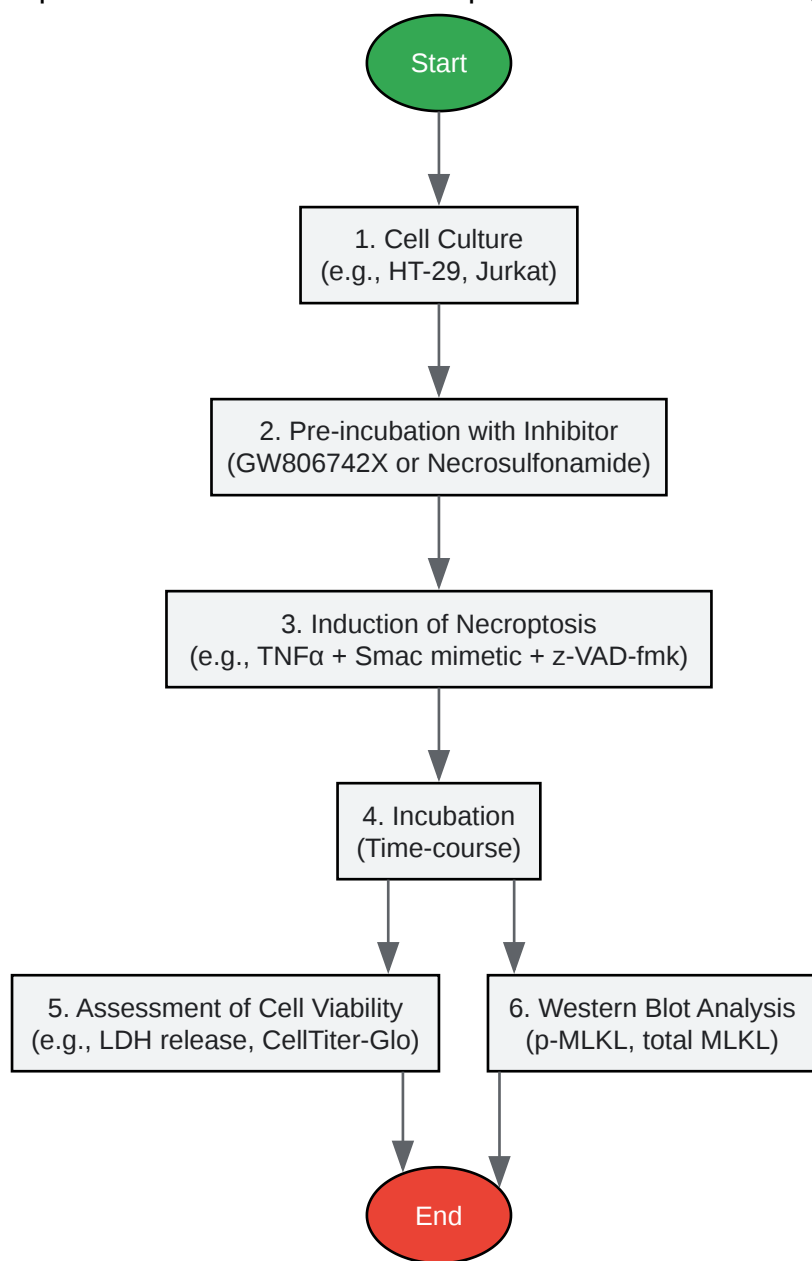 Start
1. Cell Culture
(e.g., HT-29, Jurkat)
2. Pre-incubation with Inhibitor
(GW806742X or Necrosulfonamide)
3. Induction of Necroptosis
(e.g., TNFα + Smac mimetic + z-VAD-fmk)
4. Incubation
(Time-course)
5. Assessment of Cell Viability
(e.g., LDH release, CellTiter-Glo)
6. Western Blot Analysis
(p-MLKL, total MLKL)
End